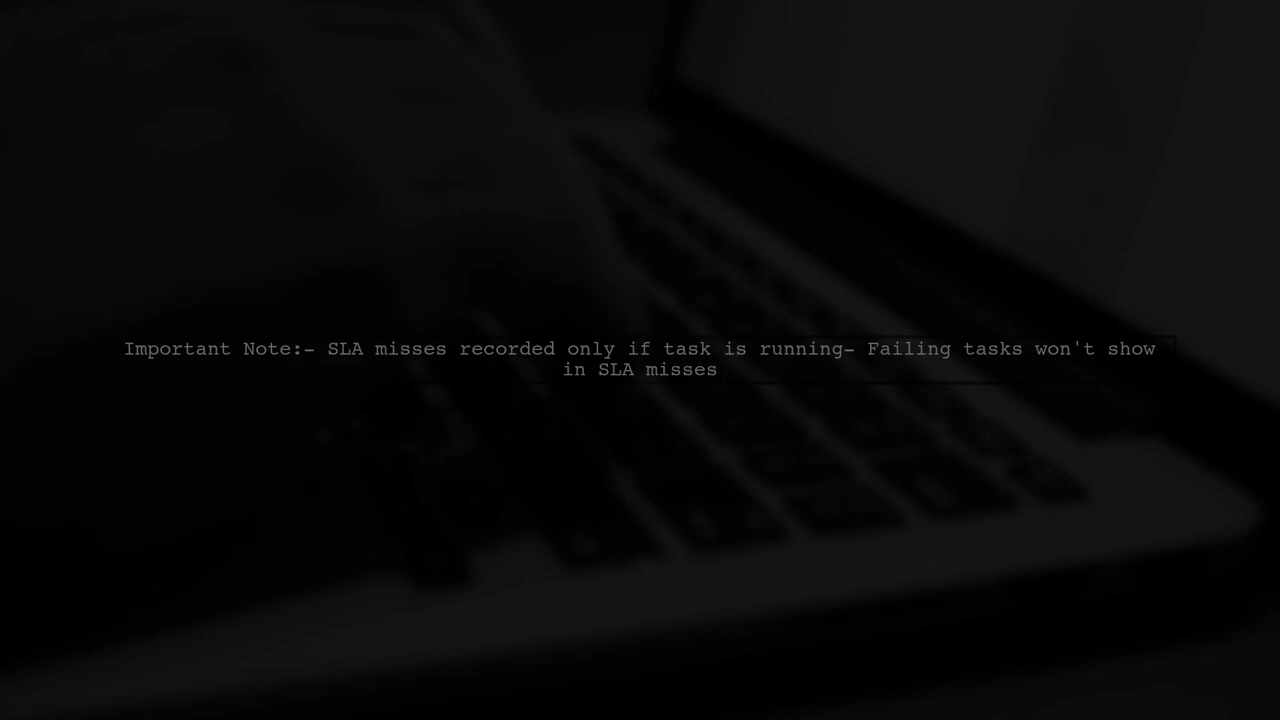 Important Note:- SLA misses recorded only if task is running- Failing tasks won't show
in SLA misses